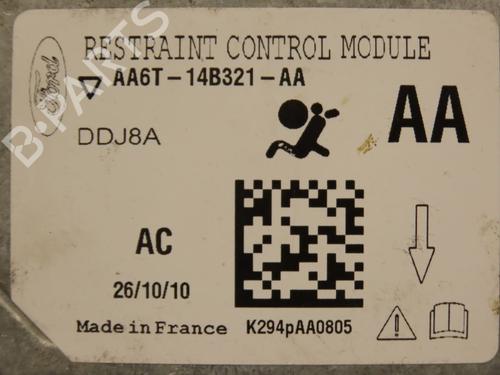 RESTRAINT CONTROL MODULE
Ford
AA6T-14B321-AA
AA
DDJ8A
B-PARTS
AC
26/10/10
Made in France
K294pAA0805